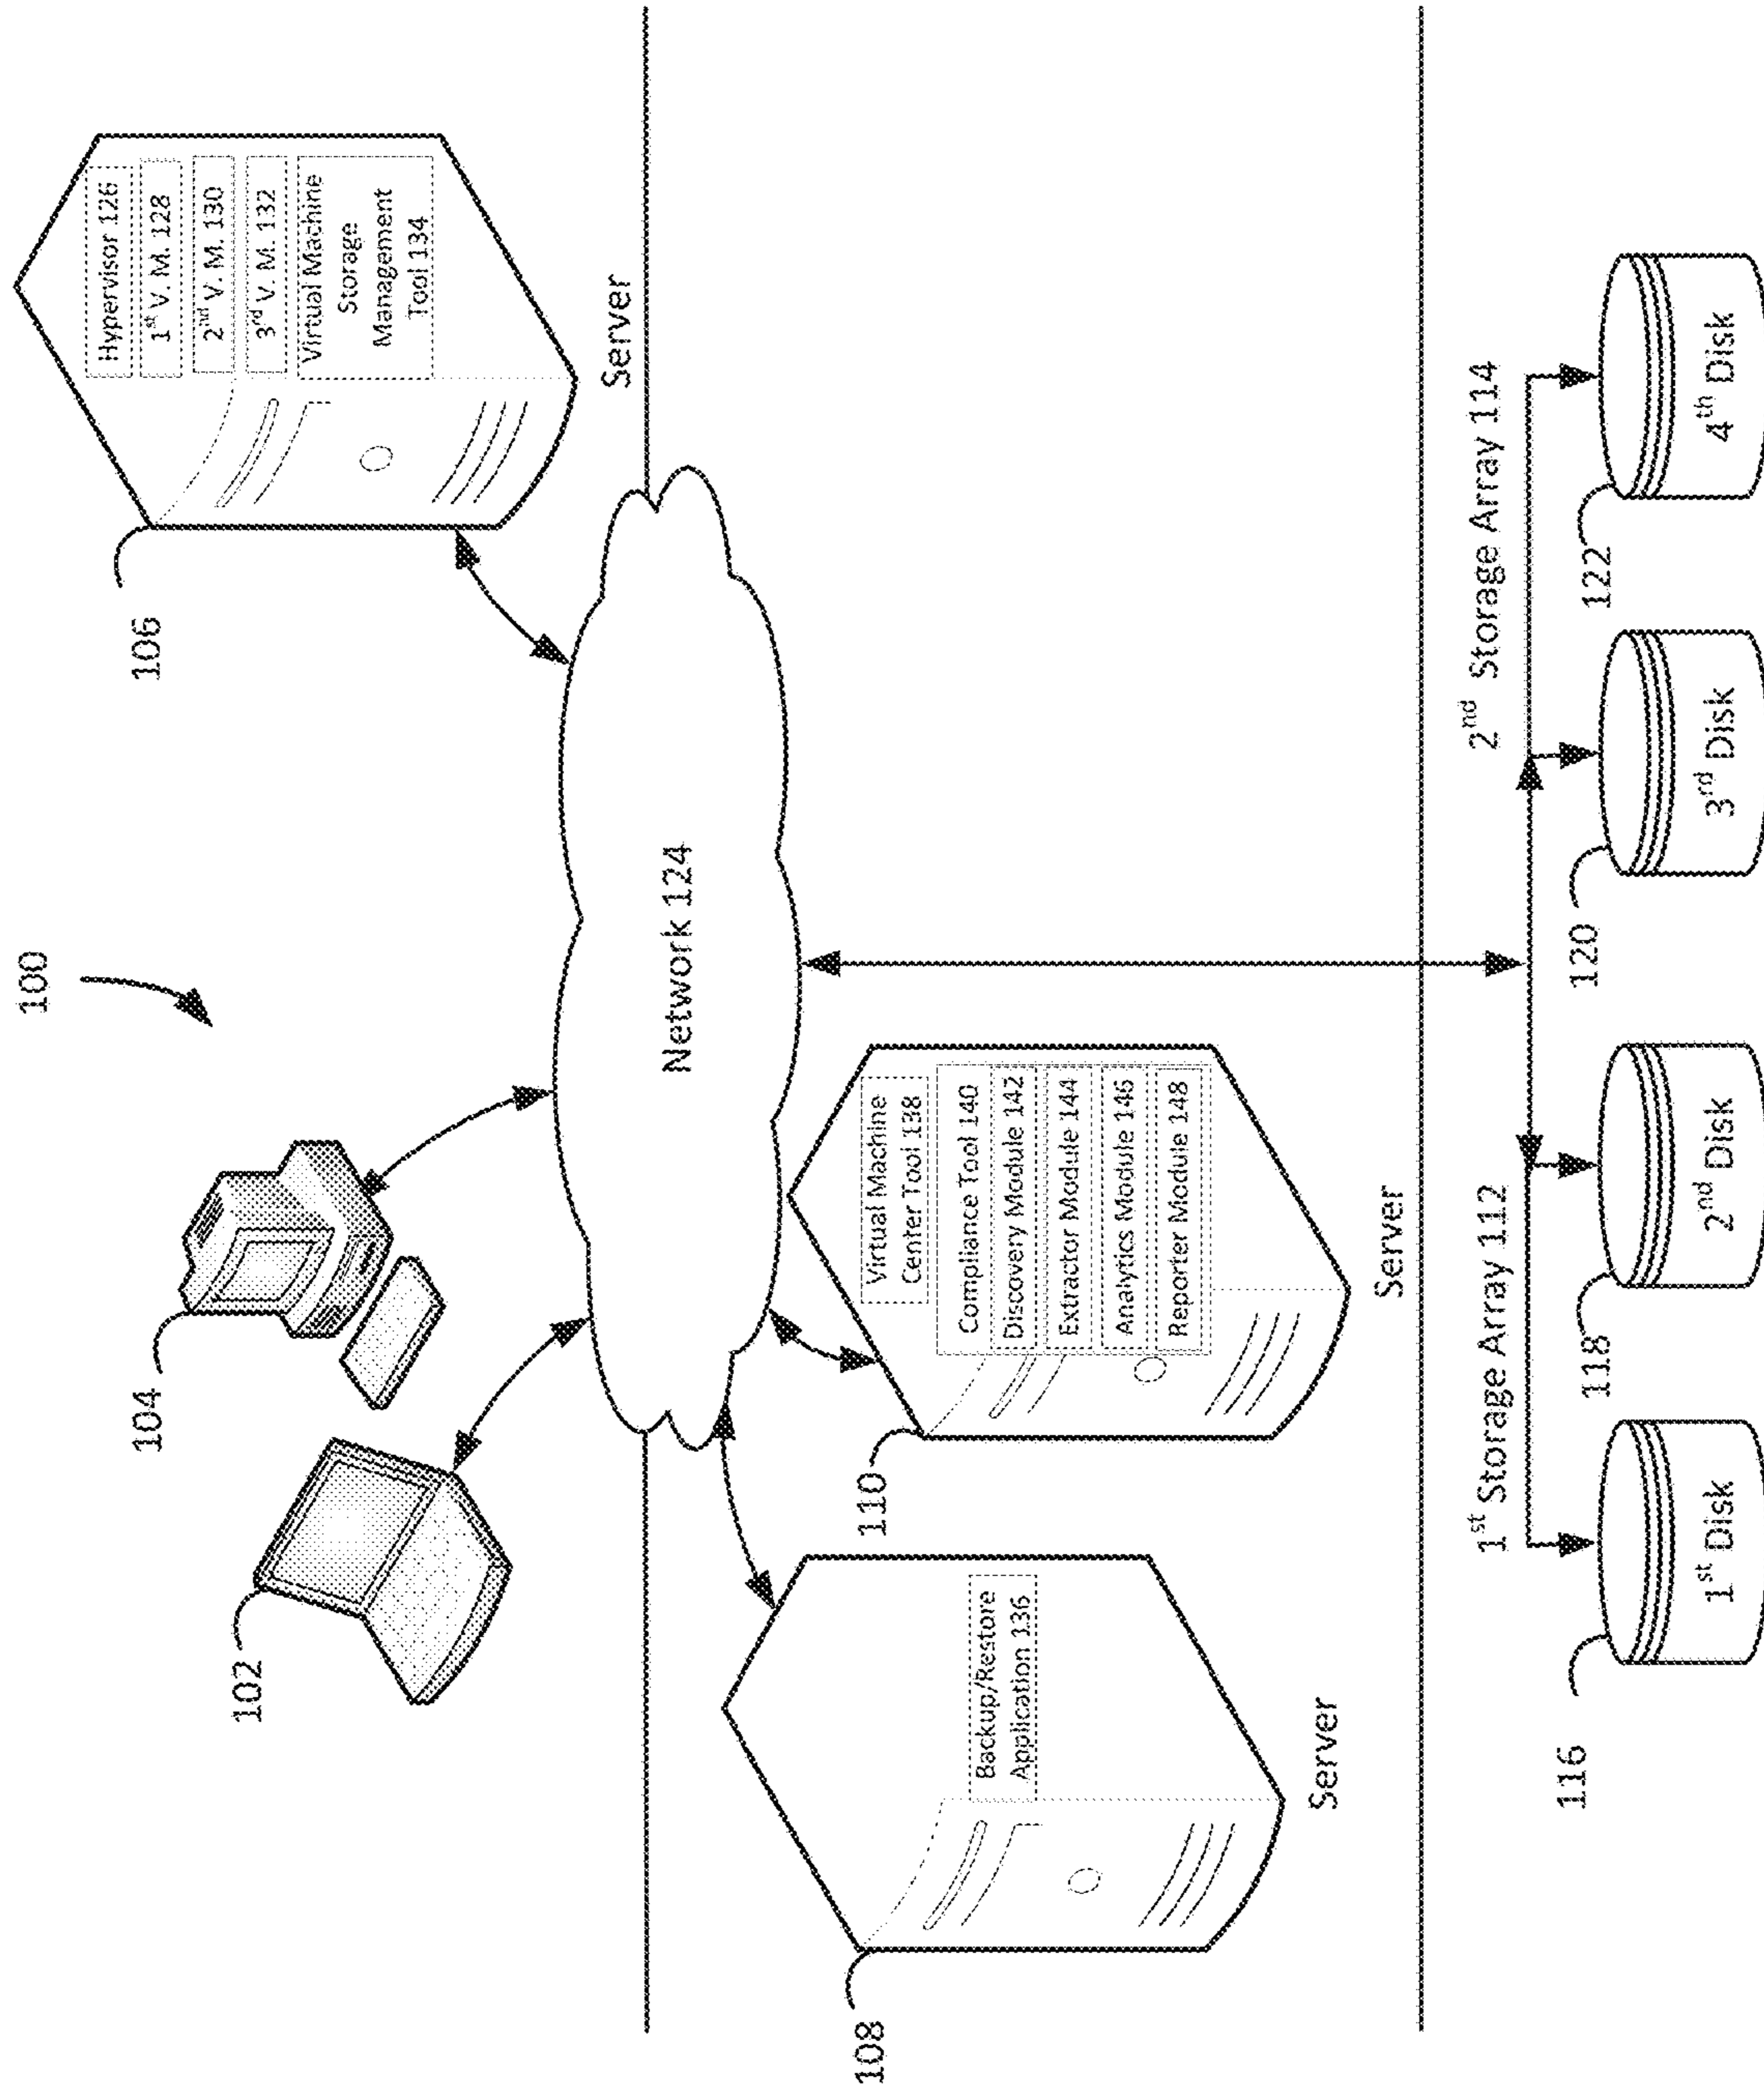 100
102
104
106
Hypervisor 126
1st V. M. 128
2nd V. M. 130
3rd V. M. 132
Virtual Machine
Storage
Management
Tool 134
Server
Network 124
108
Backup/Restore
Application 136
Server
110
Virtual Machine
Center Tool 138
Compliance Tool 140
Discovery Module 142
Extractor Module 144
Analytics Module 146
Reporter Module 148
Server
1st Storage Array 112
2nd Storage Array 114
116
1st Disk
118
2nd Disk
120
3rd Disk
122
4th Disk